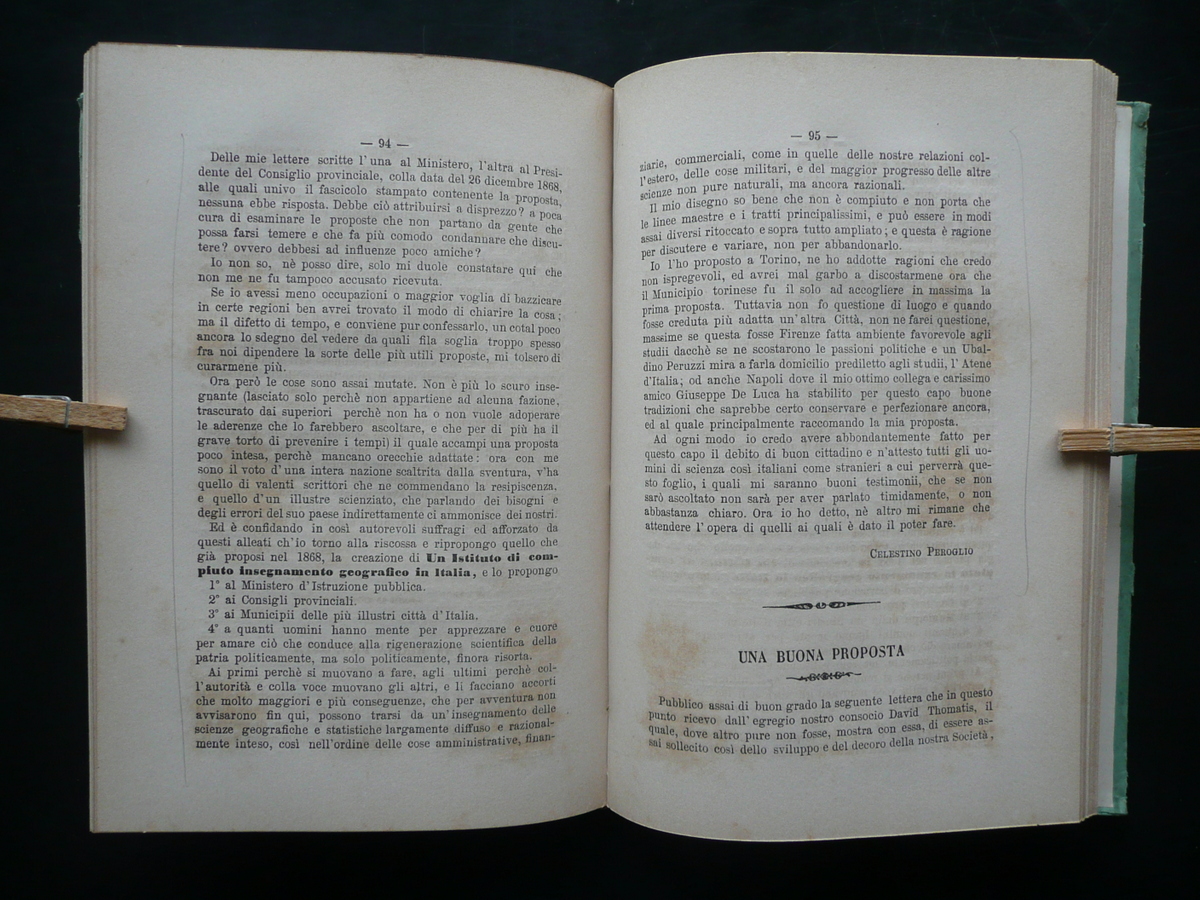 — 94 —
Delle mie lettere scritte l'una al Ministero, l'altra al Presi-
dente del Consiglio provinciale, colla data del 26 dicembre 1868,
alle quali univo il fascicolo stampato contenente la proposta,
nessuna ebbe risposta. Debbe ciò attribuirsi a disprezzo? a poca
cura di esaminare le proposte che non partano da gente che
possa farsi temere e che fa più comodo condannare che discu-
tere? ovvero debbesi ad influenze poco amiche?
Io non so, nè posso dire, solo mi duole constatare qui che
non me ne fu tampoco accusato ricevuta.
Se io avessi meno occupazioni o maggior voglia di bazzicare
in certe regioni ben avrei trovato il modo di chiarire la cosa;
ma il difetto di tempo, e conviene pur confessarlo, un cotal poco
ancora lo sdegno del vedere da quali fila soglia troppo spesso
fra noi dipendere la sorte delle più utili proposte, mi tolsero di
curarmene più.
Ora però le cose sono assai mutate. Non è più lo scuro inse-
gnante (lasciato solo perchè non appartiene ad alcuna fazione,
trascurato dai superiori perchè non ha o non vuole adoperare
le aderenze che lo farebbero ascoltare, e che per di più ha il
grave torto di prevenire i tempi) il quale accampi una proposta
poco intesa, perchè mancano orecchie adattate: ora con me
sono il voto d'una intera nazione scaltrita dalla sventura, v'ha
quello di valenti scrittori che ne commendano la resipiscenza,
e quello d'un illustre scienziato, che parlando dei bisogni e
degli errori del suo paese indirettamente ci ammonisce dei nostri.
Ed è confidando in così autorevoli suffragi ed afforzato da
questi alleati ch'io torno alla riscossa e ripropongo quello che
già proposi nel 1868, la creazione di Un Istituto di com-
piuto insegnamento geografico in Italia, e lo propongo
1° al Ministero d'Istruzione pubblica.
2° ai Consigli provinciali.
3° ai Municipii delle più illustri città d'Italia.
4° a quanti uomini hanno mente per apprezzare e cuore
per amare ciò che conduce alla rigenerazione scientifica della
patria politicamente, ma solo politicamente, finora risorta.
Ai primi perchè si muovano a fare, agli ultimi perchè col-
l'autorità e colla voce muovano gli altri, e li facciano accorti
che molto maggiori e più conseguenze, che per avventura non
avvisarono fin qui, possono trarsi da un'insegnamento delle
scienze geografiche e statistiche largamente diffuso e razional-
mente inteso, così nell'ordine delle cose amministrative, finan-
— 95 —
ziarie, commerciali, come in quelle delle nostre relazioni col-
l'estero, delle cose militari, e del maggior progresso delle altre
scienze non pure naturali, ma ancora razionali.
Il mio disegno so bene che non è compiuto e non porta che
le linee maestre e i tratti principalissimi, e può essere in modi
assai diversi ritoccato e sopra tutto ampliato; e questa è ragione
per discutere e variare, non per abbandonarlo.
Io l'ho proposto a Torino, ne ho addotte ragioni che credo
non ispregevoli, ed avrei mal garbo a discostarmene ora che
il Municipio torinese fu il solo ad accogliere in massima la
prima proposta. Tuttavia non fo questione di luogo e quando
fosse creduta più adatta un'altra Città, non ne farei questione,
massime se questa fosse Firenze fatta ambiente favorevole agli
studii dacchè se ne scostarono le passioni politiche e un Ubal-
dino Peruzzi mira a farla domicilio prediletto agli studii, l'Atene
d'Italia; od anche Napoli dove il mio ottimo collega e carissimo
amico Giuseppe De Luca ha stabilito per questo capo buone
tradizioni che saprebbe certo conservare e perfezionare ancora,
ed al quale principalmente raccomando la mia proposta.
Ad ogni modo io credo avere abbondantemente fatto per
questo capo il debito di buon cittadino e n'attesto tutti gli uo-
mini di scienza così italiani come stranieri a cui perverrà que-
sto foglio, i quali mi saranno buoni testimonii, che se non
sarò ascoltato non sarà per aver parlato timidamente, o non
abbastanza chiaro. Ora io ho detto, nè altro mi rimane che
attendere l'opera di quelli ai quali è dato il poter fare.
CELESTINO PEROGLIO
UNA BUONA PROPOSTA
Pubblico assai di buon grado la seguente lettera che in questo
punto ricevo dall'egregio nostro consocio David Thomatis, il
quale, dove altro pure non fosse, mostra con essa, di essere as-
sai sollecito così dello sviluppo e del decoro della nostra Società,